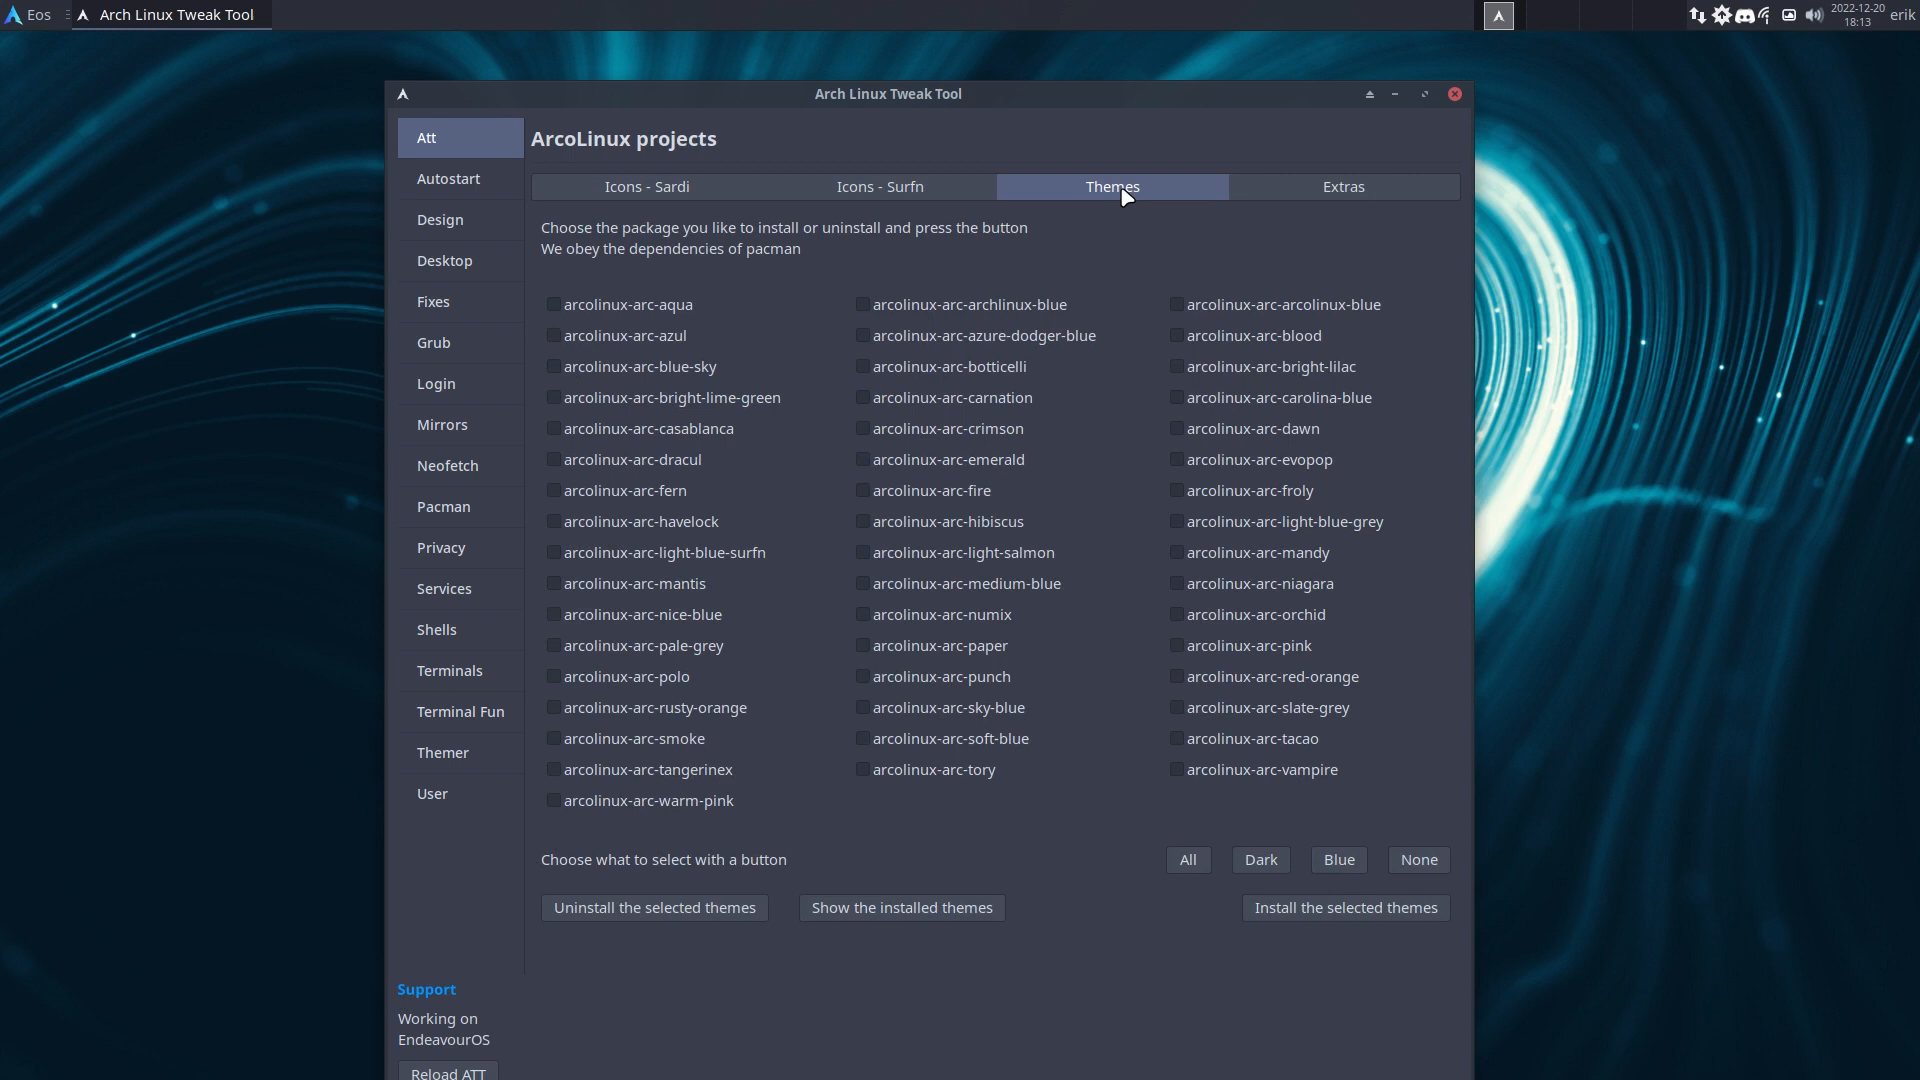 Eos
Arch Linux Tweak Tool
2022-12-20
18:13
erik
Arch Linux Tweak Tool
Att
Autostart
Design
Desktop
Fixes
Grub
Login
Mirrors
Neofetch
Pacman
Privacy
Services
Shells
Terminals
Terminal Fun
Themer
User
Support
Working on
EndeavourOS
Reload ATT
ArcoLinux projects
Icons - Sardi Icons - Surfn Themes Extras
Choose the package you like to install or uninstall and press the button
We obey the dependencies of pacman
arcolinux-arc-aqua arcolinux-arc-archlinux-blue arcolinux-arc-arcolinux-blue
arcolinux-arc-azul arcolinux-arc-azure-dodger-blue arcolinux-arc-blood
arcolinux-arc-blue-sky arcolinux-arc-botticelli arcolinux-arc-bright-lilac
arcolinux-arc-bright-lime-green arcolinux-arc-carnation arcolinux-arc-carolina-blue
arcolinux-arc-casablanca arcolinux-arc-crimson arcolinux-arc-dawn
arcolinux-arc-dracul arcolinux-arc-emerald arcolinux-arc-evopop
arcolinux-arc-fern arcolinux-arc-fire arcolinux-arc-froly
arcolinux-arc-havelock arcolinux-arc-hibiscus arcolinux-arc-light-blue-grey
arcolinux-arc-light-blue-surfn arcolinux-arc-light-salmon arcolinux-arc-mandy
arcolinux-arc-mantis arcolinux-arc-medium-blue arcolinux-arc-niagara
arcolinux-arc-nice-blue arcolinux-arc-numix arcolinux-arc-orchid
arcolinux-arc-pale-grey arcolinux-arc-paper arcolinux-arc-pink
arcolinux-arc-polo arcolinux-arc-punch arcolinux-arc-red-orange
arcolinux-arc-rusty-orange arcolinux-arc-sky-blue arcolinux-arc-slate-grey
arcolinux-arc-smoke arcolinux-arc-soft-blue arcolinux-arc-tacao
arcolinux-arc-tangerinex arcolinux-arc-tory arcolinux-arc-vampire
arcolinux-arc-warm-pink
Choose what to select with a button All Dark Blue None
Uninstall the selected themes Show the installed themes Install the selected themes